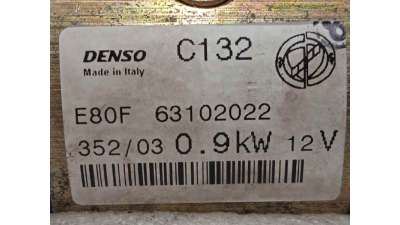 DENSO C132
Made in Italy
E80F 63102022
352/03 0.9kW 12V